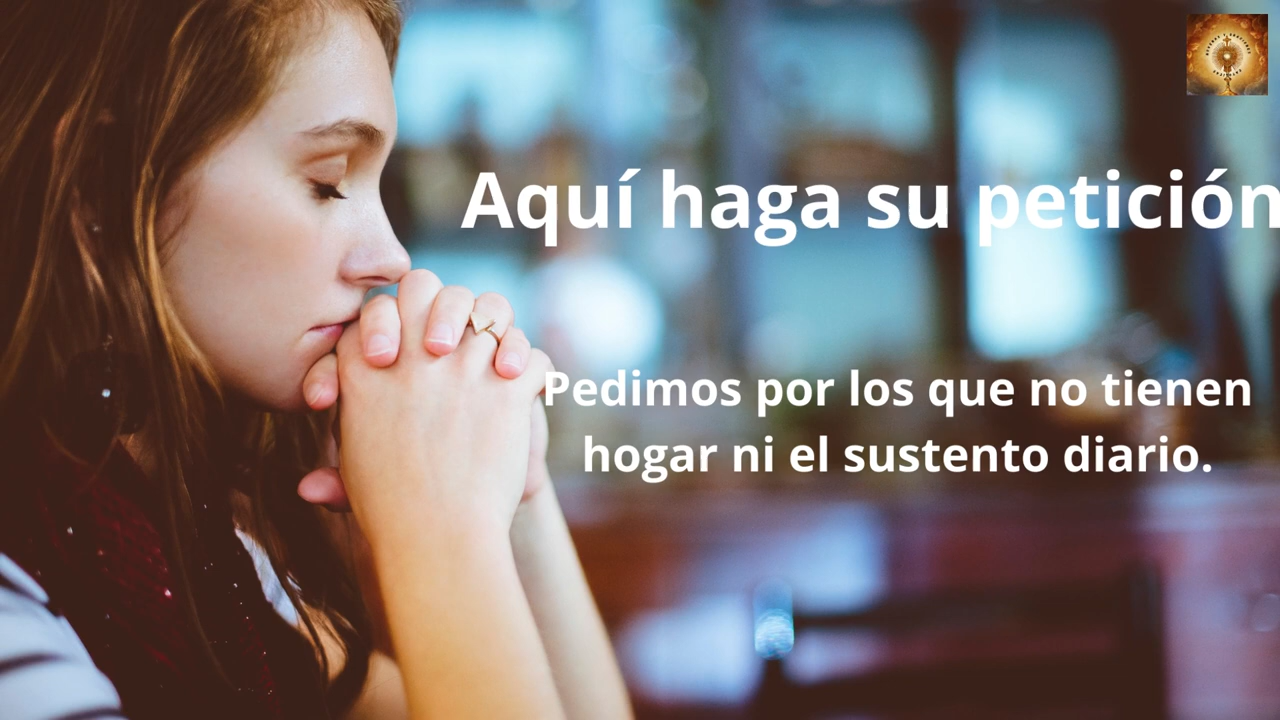 Aquí haga su petición
Pedimos por los que no tienen
hogar ni el sustento diario.